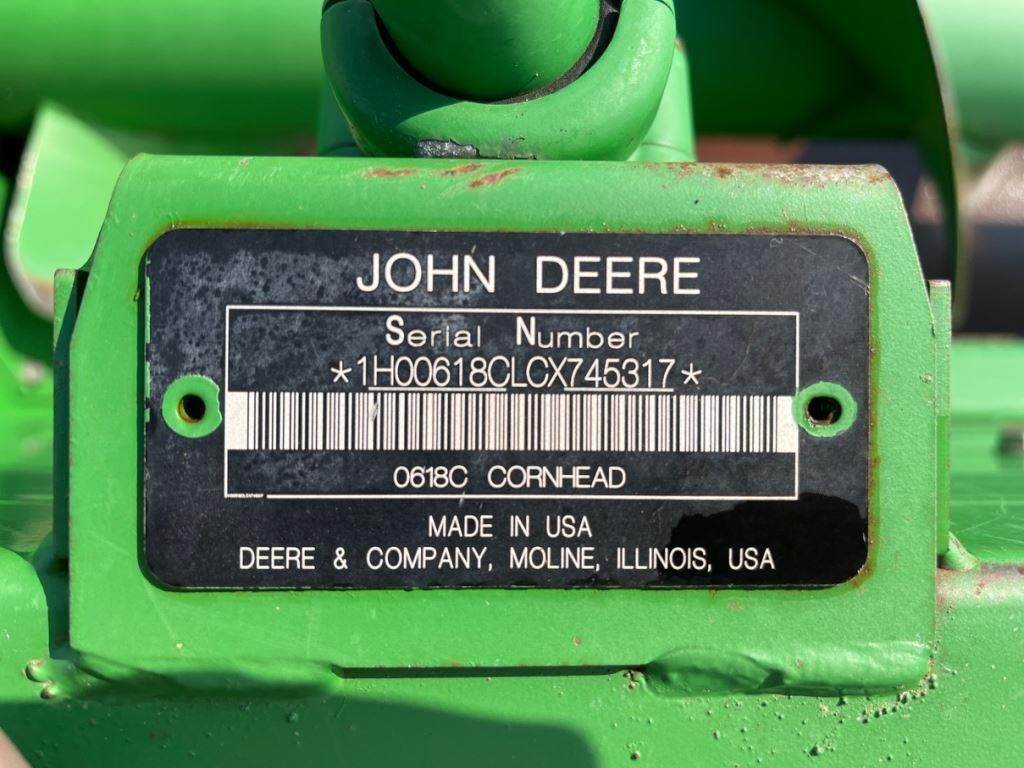 JOHN DEERE
Serial Number
*1H00618CLCX745317*
0618C CORNHEAD
MADE IN USA
DEERE & COMPANY, MOLINE, ILLINOIS, USA